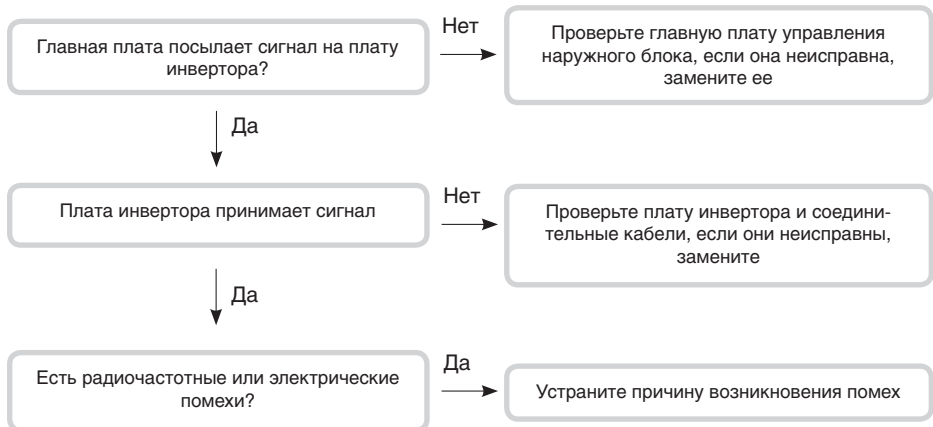 Главная плата посылает сигнал на плату
инвертора?
Нет
Проверьте главную плату управления
наружного блока, если она неисправна,
замените ее
Да
Плата инвертора принимает сигнал
Нет
Проверьте плату инвертора и соедини-
тельные кабели, если они неисправны,
замените
Да
Есть радиочастотные или электрические
помехи?
Да
Устраните причину возникновения помех